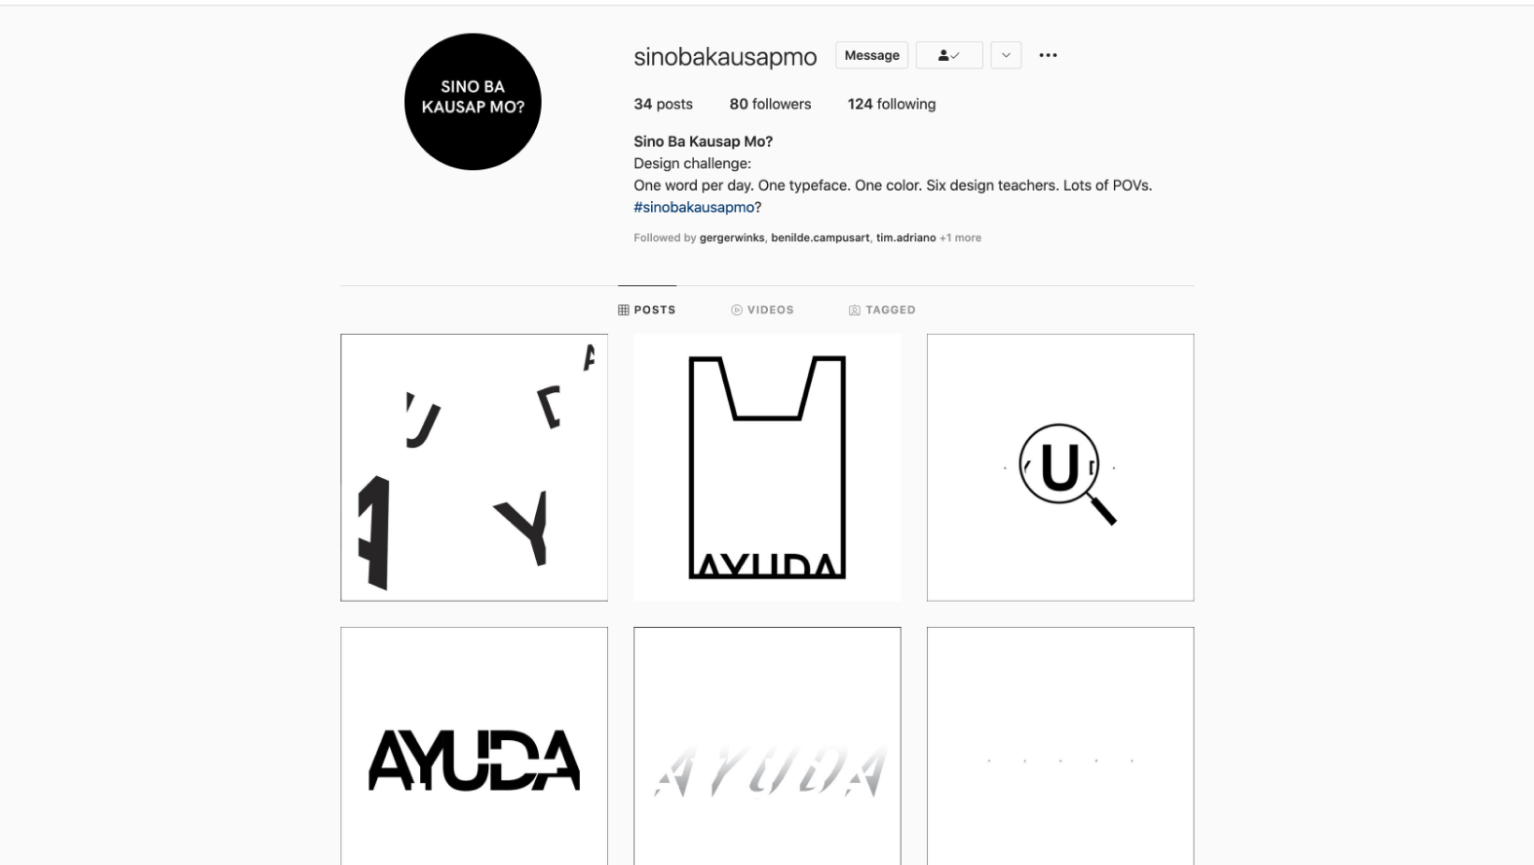 SINO BA
KAUSAP MO?
sinobakausapmo Message
34 posts 80 followers 124 following
Sino Ba Kausap Mo?
Design challenge:
One word per day. One typeface. One color. Six design teachers. Lots of POVs.
#sinobakausapmo?
Followed by gergerwinks, benilde.campusart, tim.adriano +1 more
POSTS VIDEOS TAGGED
A
U
D
A
Y
AYUDA
Y U D
AYUDA
AYUDA